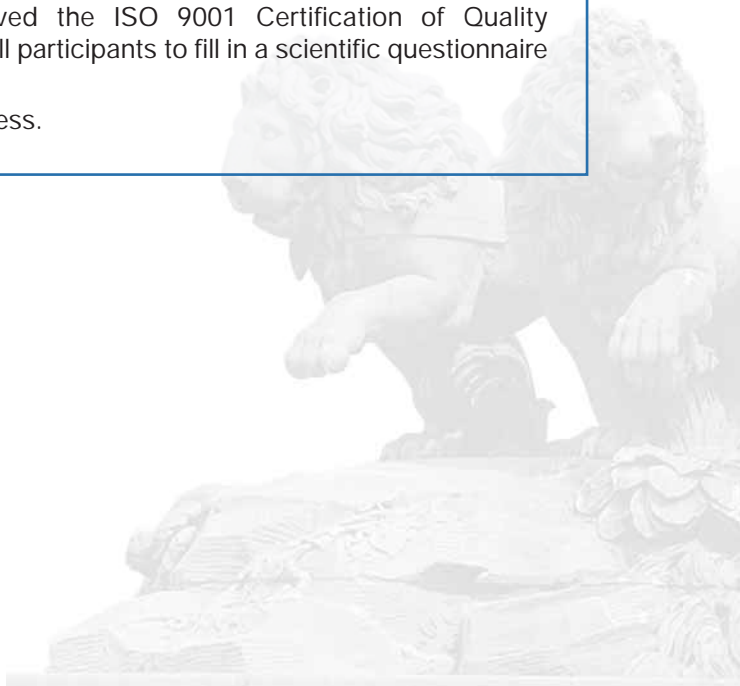 ved the ISO 9001 Certification of Quality
ll participants to fill in a scientific questionnaire
ess.